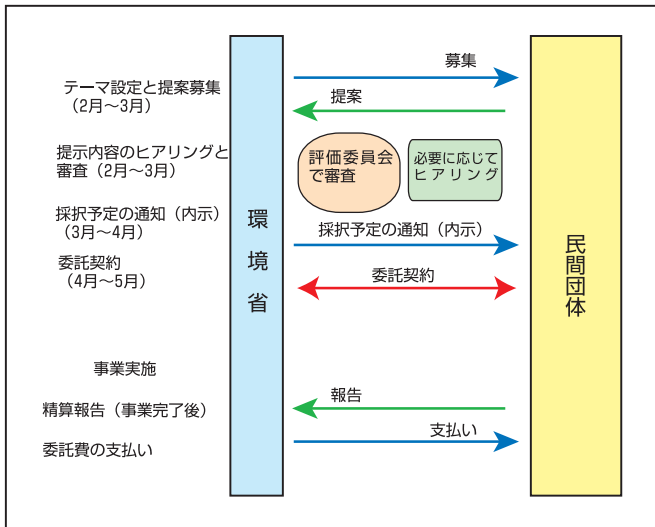 テーマ設定と提案募集
(2月〜3月)
提示内容のヒアリングと
審査(2月〜3月)
採択予定の通知(内示)
(3月〜4月)
委託契約
(4月〜5月)
事業実施
精算報告(事業完了後)
委託費の支払い
環境省
募集
提案
評価委員会
で審査
必要に応じて
ヒアリング
採択予定の通知(内示)
委託契約
報告
支払い
民間団体